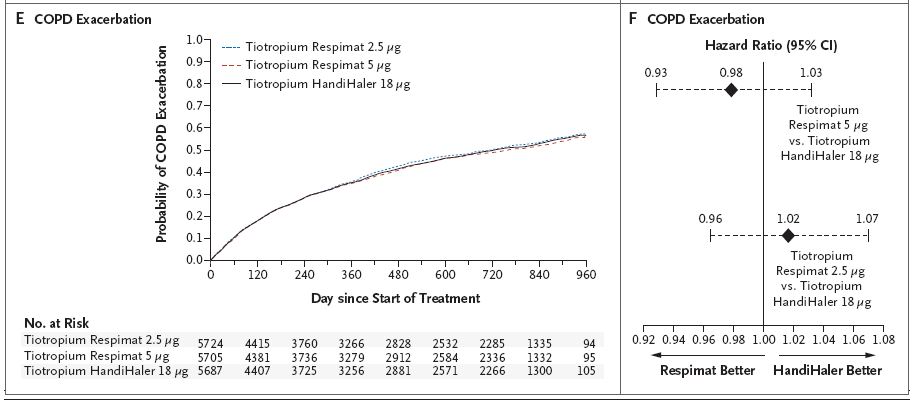 E COPD Exacerbation
Probability of COPD Exacerbation
1.0
0.9
0.8
0.7
0.6
0.5
0.4
0.3
0.2
0.1
0.0
Tiotropium Respimat 2.5 µg
Tiotropium Respimat 5 µg
Tiotropium HandiHaler 18 µg
0 120 240 360 480 600 720 840 960
Day since Start of Treatment
No. at Risk
Tiotropium Respimat 2.5 µg 5724 4415 3760 3266 2828 2532 2285 1335 94
Tiotropium Respimat 5 µg 5705 4381 3736 3279 2912 2584 2336 1332 95
Tiotropium HandiHaler 18 µg 5687 4407 3725 3256 2881 2571 2266 1300 105
F COPD Exacerbation
Hazard Ratio (95% CI)
0.93 0.98 1.03
Tiotropium
Respimat 5 µg
vs. Tiotropium
HandiHaler 18 µg
0.96 1.02 1.07
Tiotropium
Respimat 2.5 µg
vs. Tiotropium
HandiHaler 18 µg
0.92 0.94 0.96 0.98 1.00 1.02 1.04 1.06 1.08
Respimat Better HandiHaler Better